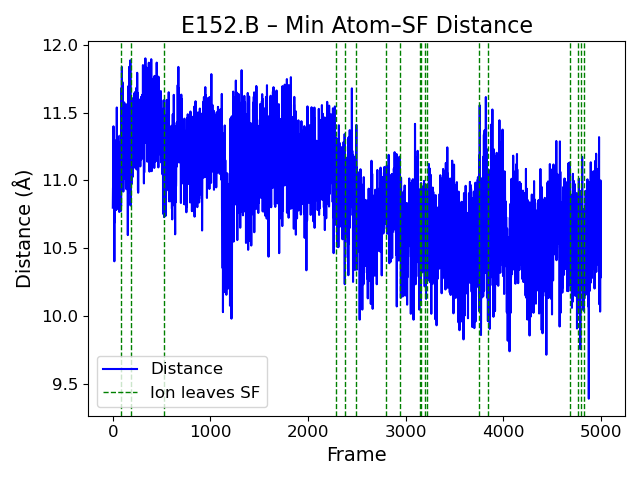 E152.B – Min Atom–SF Distance
12.0
11.5
11.0
10.5
10.0
9.5
Distance (Å)
Distance
Ion leaves SF
0
1000
2000
3000
4000
5000
Frame